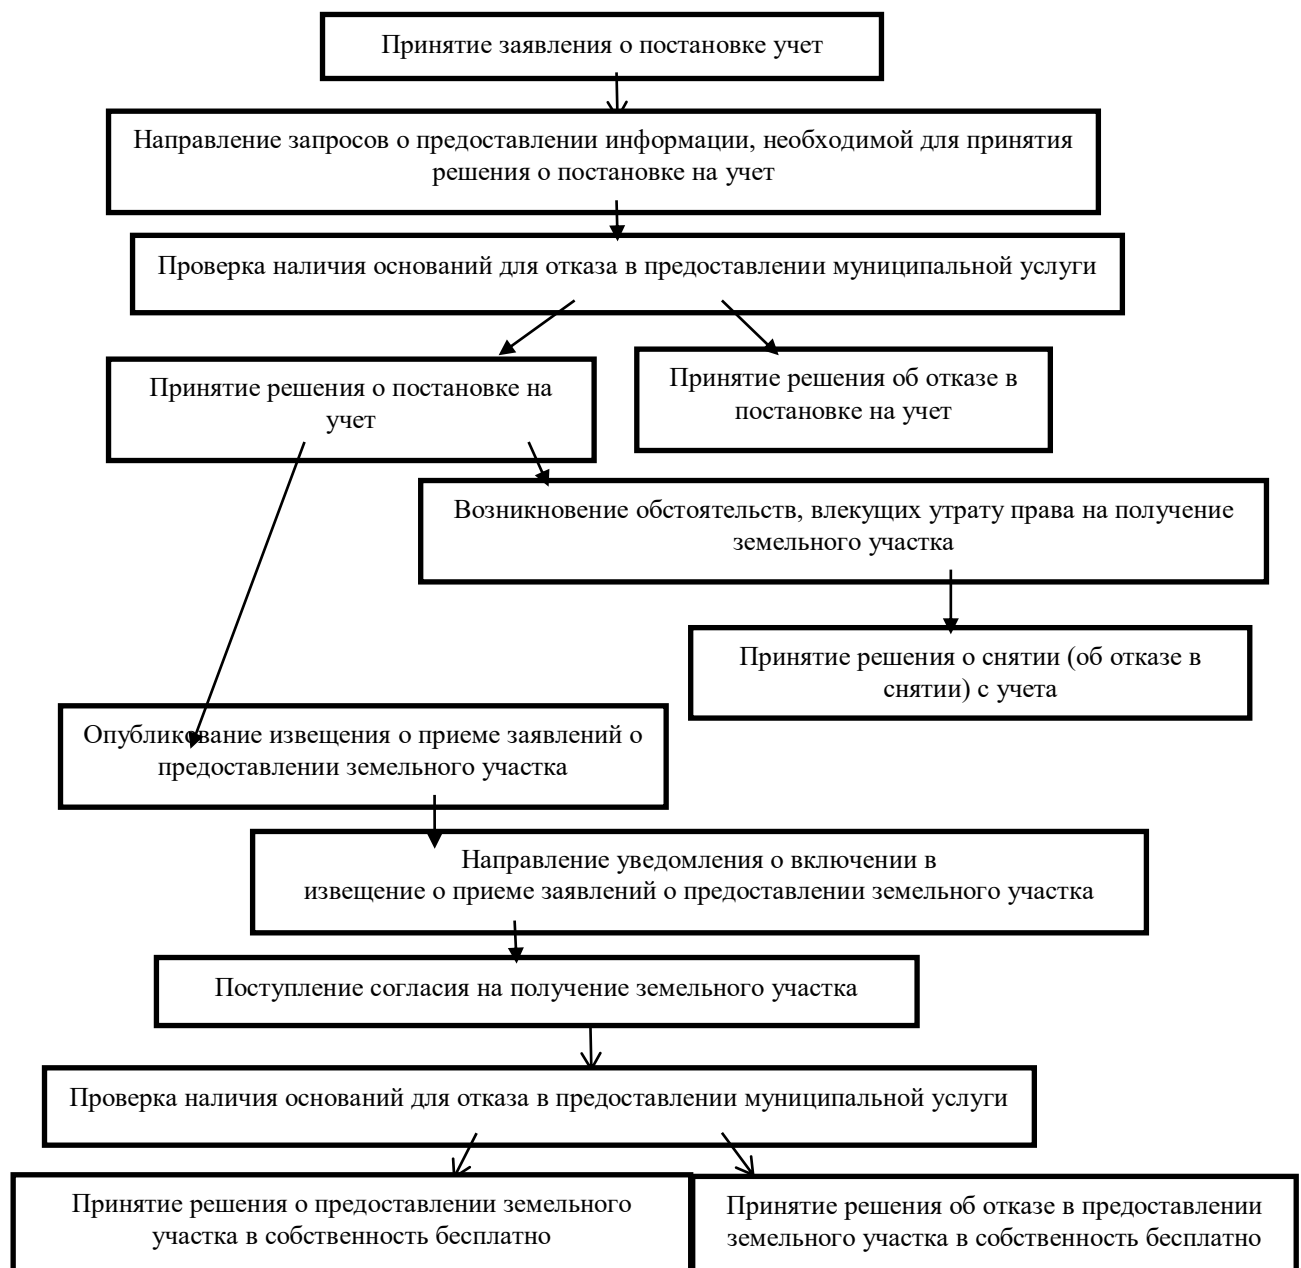 Принятие заявления о постановке учет
Направление запросов о предоставлении информации, необходимой для принятия
решения о постановке на учет
Проверка наличия оснований для отказа в предоставлении муниципальной услуги
Принятие решения о постановке на
учет
Принятие решения об отказе в
постановке на учет
Возникновение обстоятельств, влекущих утрату права на получение
земельного участка
Принятие решения о снятии (об отказе в
снятии) с учета
Опубликование извещения о приеме заявлений о
предоставлении земельного участка
Направление уведомления о включении в
извещение о приеме заявлений о предоставлении земельного участка
Поступление согласия на получение земельного участка
Проверка наличия оснований для отказа в предоставлении муниципальной услуги
Принятие решения о предоставлении земельного
участка в собственность бесплатно
Принятие решения об отказе в предоставлении
земельного участка в собственность бесплатно